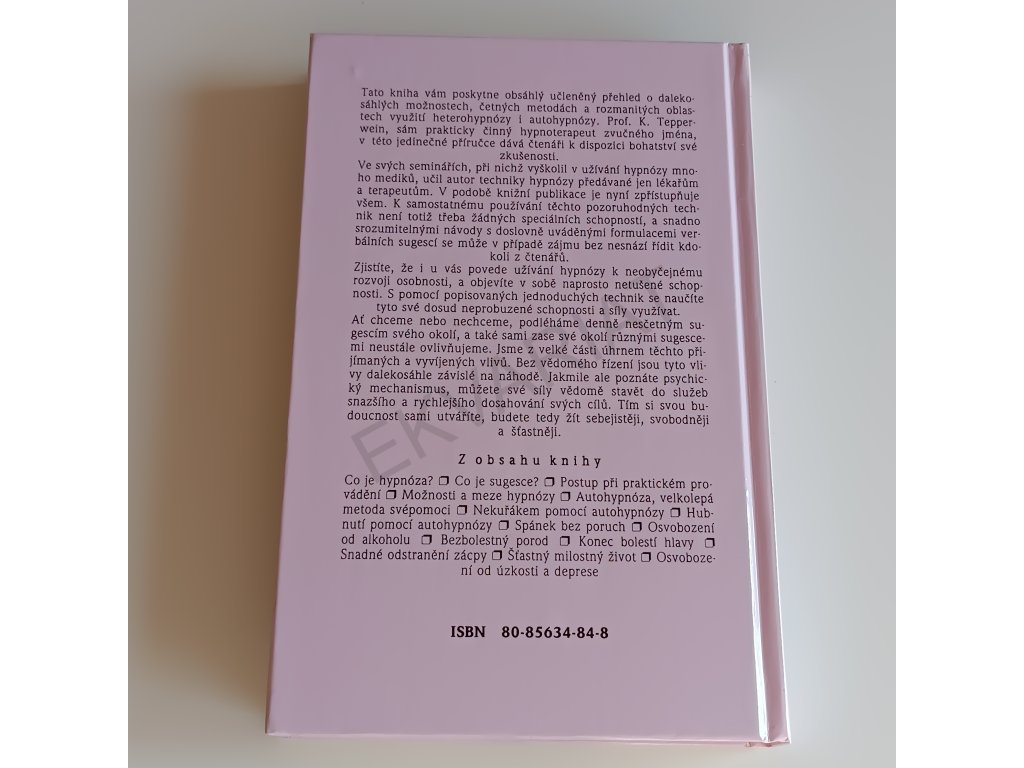 Tato kniha vám poskytne obsáhlý učleněný přehled o daleko-
sáhlých možnostech, četných metodách a rozmanitých oblas-
tech využití heterohypnózy i autohypnózy. Prof. K. Tepper-
wein, sám prakticky činný hypnoterapeut zvučného jména,
v této jedinečné příručce dává čtenáři k dispozici bohatství své
zkušenosti.
Ve svých seminářích, při nichž vyškolil v užívání hypnózy mno-
ho mediků, učil autor techniky hypnózy předávané jen lékařům
a terapeutům. V podobě knižní publikace je nyní zpřístupňuje
všem. K samostatnému používání těchto pozoruhodných tech-
nik není totiž třeba žádných speciálních schopností, a snadno
srozumitelnými návody s doslovně uváděnými formulacemi ver-
bálních sugescí se může v případě zájmu bez nesnází řídit kdo-
koli z čtenářů.
Zjistíte, že i u vás povede užívání hypnózy k neobyčejnému
rozvoji osobnosti, a objevíte v sobě naprosto netušené schop-
nosti. S pomocí popisovaných jednoduchých technik se naučíte
tyto své dosud neprobuzené schopnosti a síly využívat.
Ať chceme nebo nechceme, podléháme denně nesčetným su-
gescím svého okolí, a také sami zase své okolí různými sugesce-
mi neustále ovlivňujeme. Jsme z velké části úhrnem těchto při-
jímaných a vyvíjených vlivů. Bez vědomého řízení jsou tyto vli-
vy dalekosáhle závislé na náhodě. Jakmile ale poznáte psychic-
ký mechanismus, můžete své síly vědomě stavět do služeb
snazšího a rychlejšího dosahování svých cílů. Tím si svou bu-
doucnost sami utváříte, budete tedy žít sebejistěji, svobodněji
a šťastněji.
Z obsahu knihy
Co je hypnóza? ❒ Co je sugesce? ❒ Postup při praktickém pro-
vádění ❒ Možnosti a meze hypnózy ❒ Autohypnóza, velkolepá
metoda svépomoci ❒ Nekuřákem pomocí autohypnózy ❒ Hub-
nutí pomocí autohypnózy ❒ Spánek bez poruch ❒ Osvobození
od alkoholu ❒ Bezbolestný porod ❒ Konec bolestí hlavy ❒
Snadné odstranění zácpy ❒ Šťastný milostný život ❒ Osvoboze-
ní od úzkosti a deprese
ISBN 80-85634-84-8